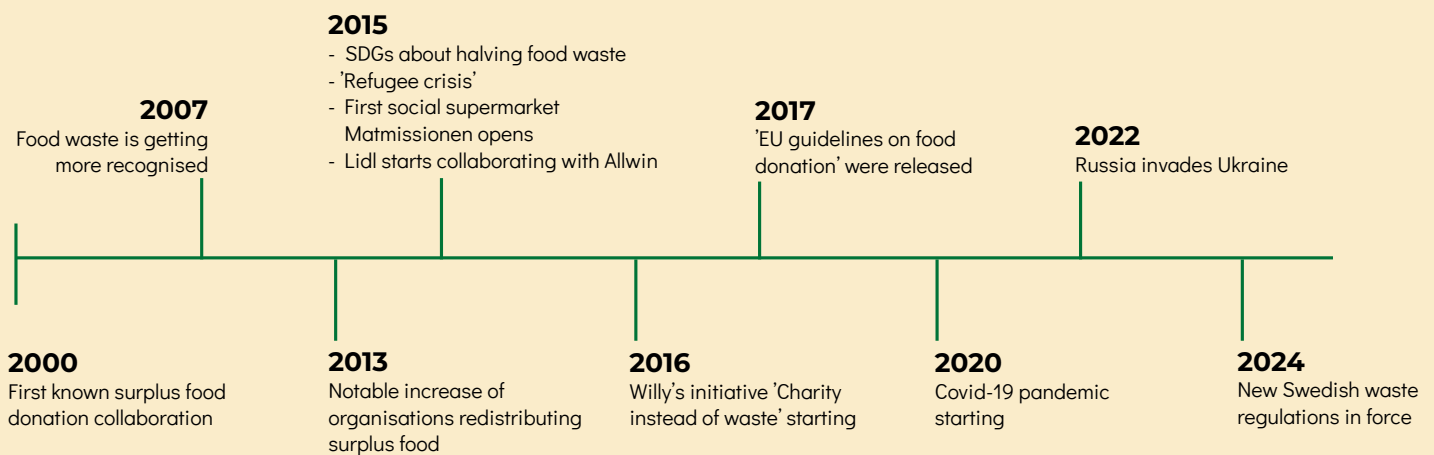 2015
- SDGs about halving food waste
- 'Refugee crisis'
- First social supermarket
Matmissionen opens
- Lidl starts collaborating with Allwin
2007
Food waste is getting
more recognised
2017
'EU guidelines on food
donation' were released
2022
Russia invades Ukraine
2000
First known surplus food
donation collaboration
2013
Notable increase of
organisations redistributing
surplus food
2016
Willy's initiative 'Charity
instead of waste' starting
2020
Covid-19 pandemic
starting
2024
New Swedish waste
regulations in force